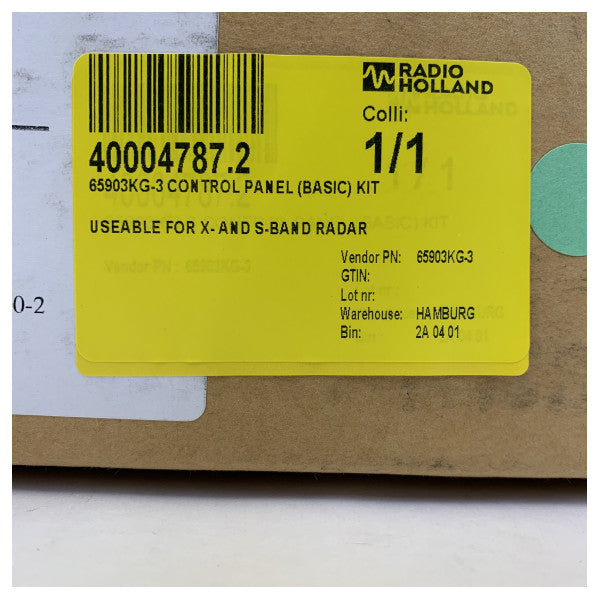 RADIO
HOLLAND
Colli:
1/1
40004787.2
65903KG-3 CONTROL PANEL (BASIC) KIT
USEABLE FOR X- AND S-BAND RADAR
Vendor PN: 65903KG-3
GTIN:
Lot nr:
Warehouse: HAMBURG
Bin: 2A 04 01
0-2